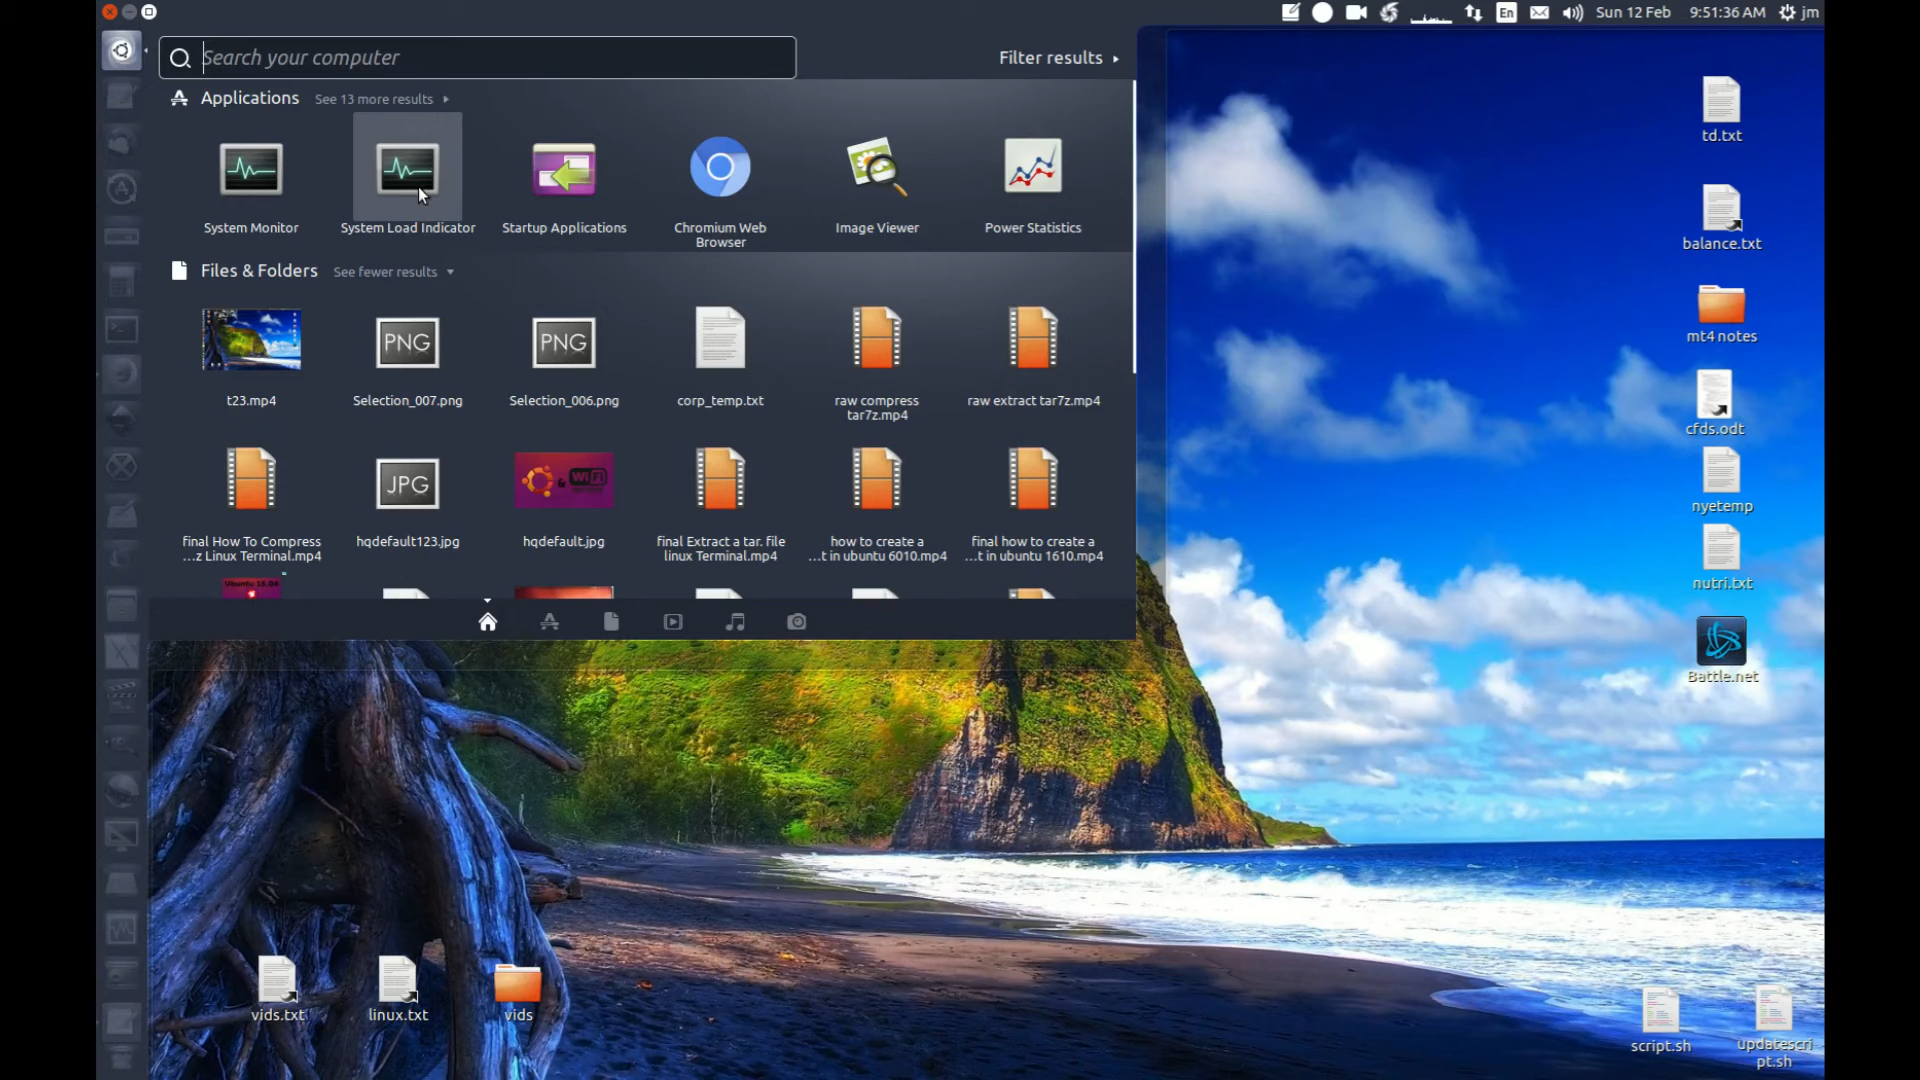 En
Sun 12 Feb
9:51:36 AM
jm
Search your computer
Filter results
Applications
See 13 more results
System Monitor
System Load Indicator
Startup Applications
Chromium Web
Browser
Image Viewer
Power Statistics
Files & Folders
See fewer results
t23.mp4
PNG
Selection_007.png
PNG
Selection_006.png
corp_temp.txt
raw compress
tar7z.mp4
raw extract tar7z.mp4
final How To Compress
...z Linux Terminal.mp4
JPG
hqdefault123.jpg
& WiFi
hqdefault.jpg
final Extract a tar. file
linux Terminal.mp4
how to create a
...t in ubuntu 6010.mp4
final how to create a
...t in ubuntu 1610.mp4
td.txt
balance.txt
mt4 notes
cfds.odt
nyetemp
nutri.txt
Battle.net
vids.txt
linux.txt
vids
script.sh
updatescri
pt.sh